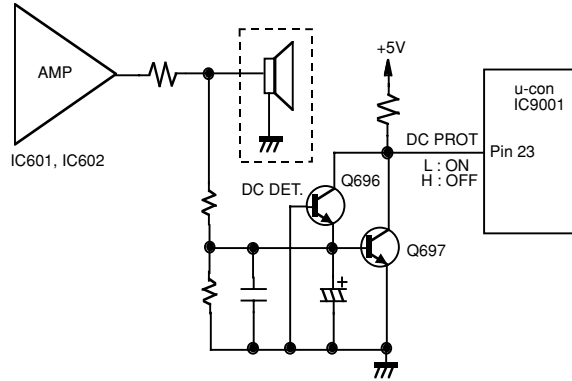 AMP
IC601, IC602
+5V
u-con
IC9001
DC PROT
Pin 23
L : ON
H : OFF
DC DET.
Q696
Q697
+